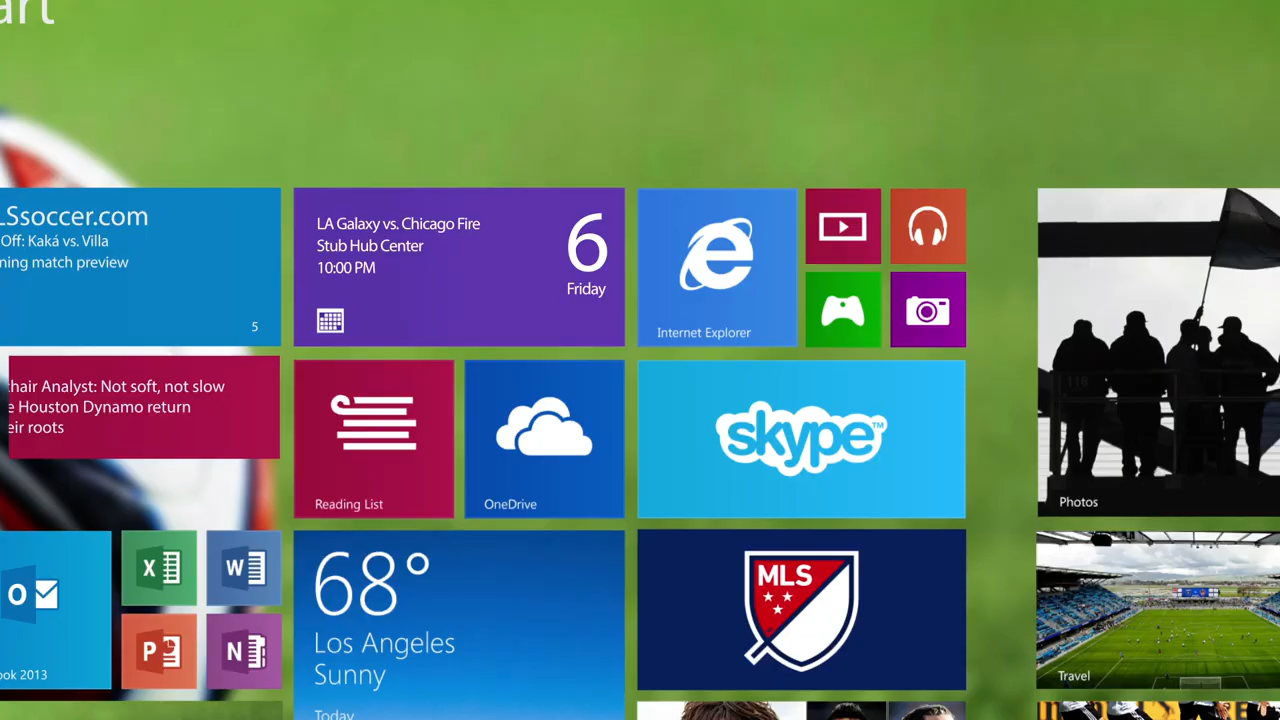 art
LSsoccer.com
Off: Kaká vs. Villa
ning match preview
5
LA Galaxy vs. Chicago Fire
Stub Hub Center
10:00 PM
6
Friday
Internet Explorer
hair Analyst: Not soft, not slow
e Houston Dynamo return
eir roots
Reading List
OneDrive
skype™
Photos
O
ook 2013
X
W
P
N
68°
Los Angeles
Sunny
Today
MLS
Travel